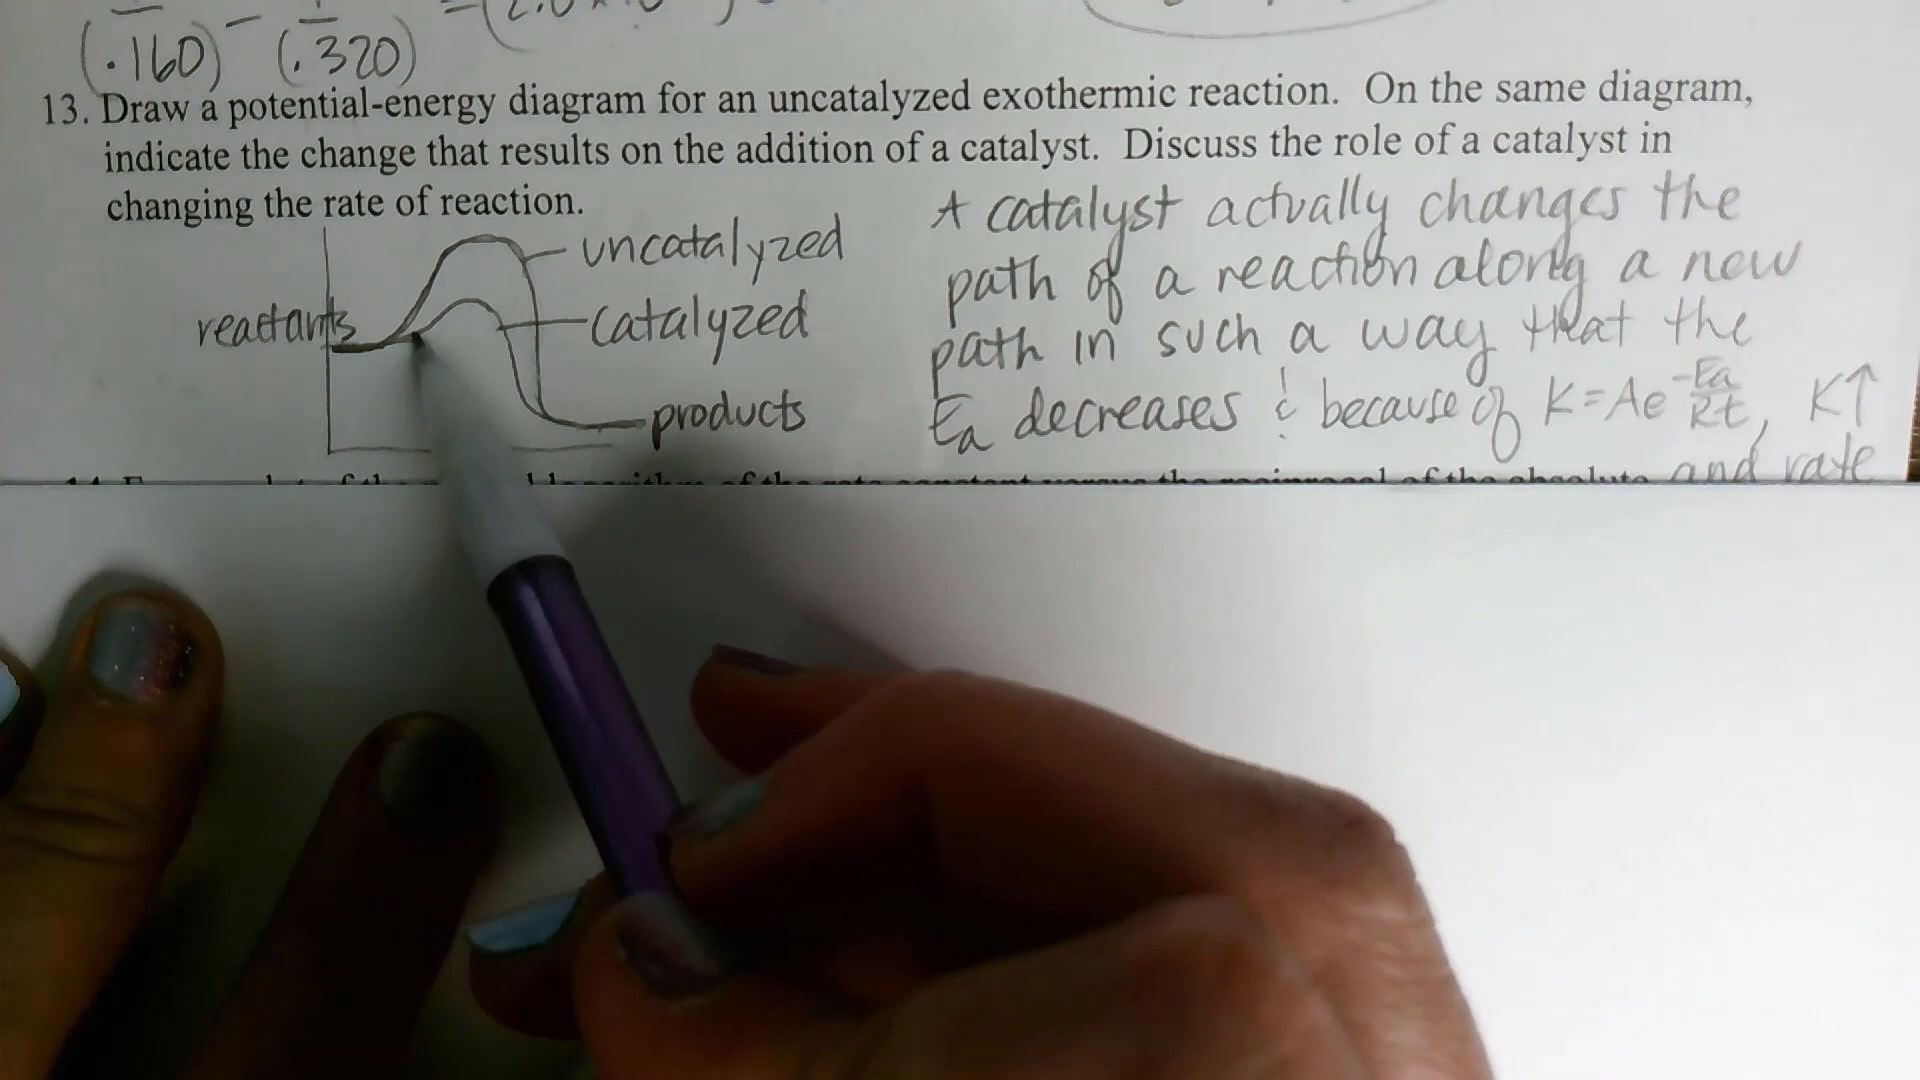 (.160) - (.320)
13. Draw a potential-energy diagram for an uncatalyzed exothermic reaction. On the same diagram,
indicate the change that results on the addition of a catalyst. Discuss the role of a catalyst in
changing the rate of reaction.
uncatalyzed
reactants
catalyzed
products
A catalyst actually changes the
path of a reaction along a new
path in such a way that the
Ea decreases & because of K=Ae^-Ea/Rt, K↑
and rate